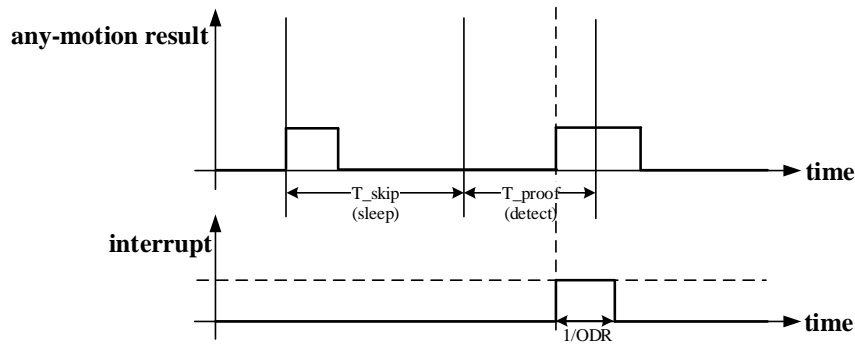 any-motion result
time
T_skip
(sleep)
T_proof
(detect)
interrupt
time
1/ODR